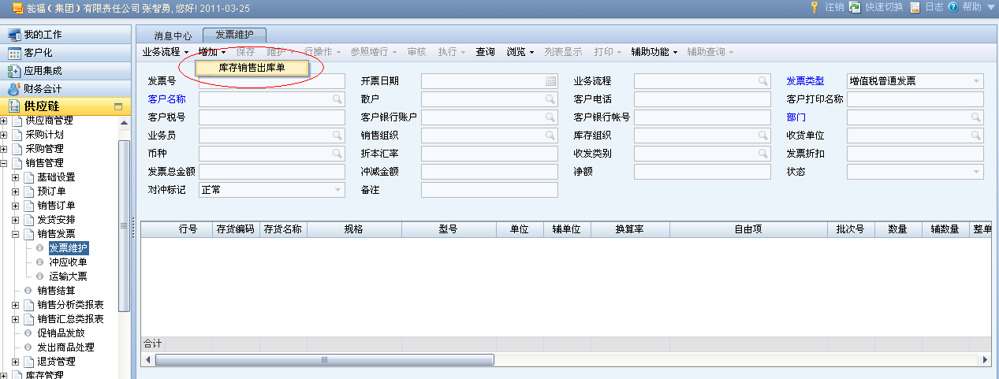 瓮福（集团）有限责任公司 张智勇, 您好! 2011-03-25 注销 快速切换 日志 帮助
我的工作
客户化
应用集成
财务会计
供应链
供应商管理
采购计划
采购管理
销售管理
基础设置
预订单
销售订单
发货安排
销售发票
发票维护
冲应收单
运输大票
销售结算
销售分析类报表
销售汇总类报表
促销品发放
发出商品处理
退货管理
库存管理
消息中心 发票维护
业务流程 增加 保存 维护 行操作 参照增行 审核 执行 查询 浏览 列表显示 打印 辅助功能 辅助查询
库存销售出库单
发票号 开票日期 业务流程 发票类型 增值税普通发票
客户名称 散户 客户电话 客户打印名称
客户税号 客户银行账户 客户银行帐号 部门
业务员 销售组织 库存组织 收货单位
币种 折本汇率 收发类别 发票折扣
发票总金额 冲减金额 净额 状态
对冲标记 正常 备注
行号 存货编码 存货名称 规格 型号 单位 辅单位 换算率 自由项 批次号 数量 辅数量 整单
合计